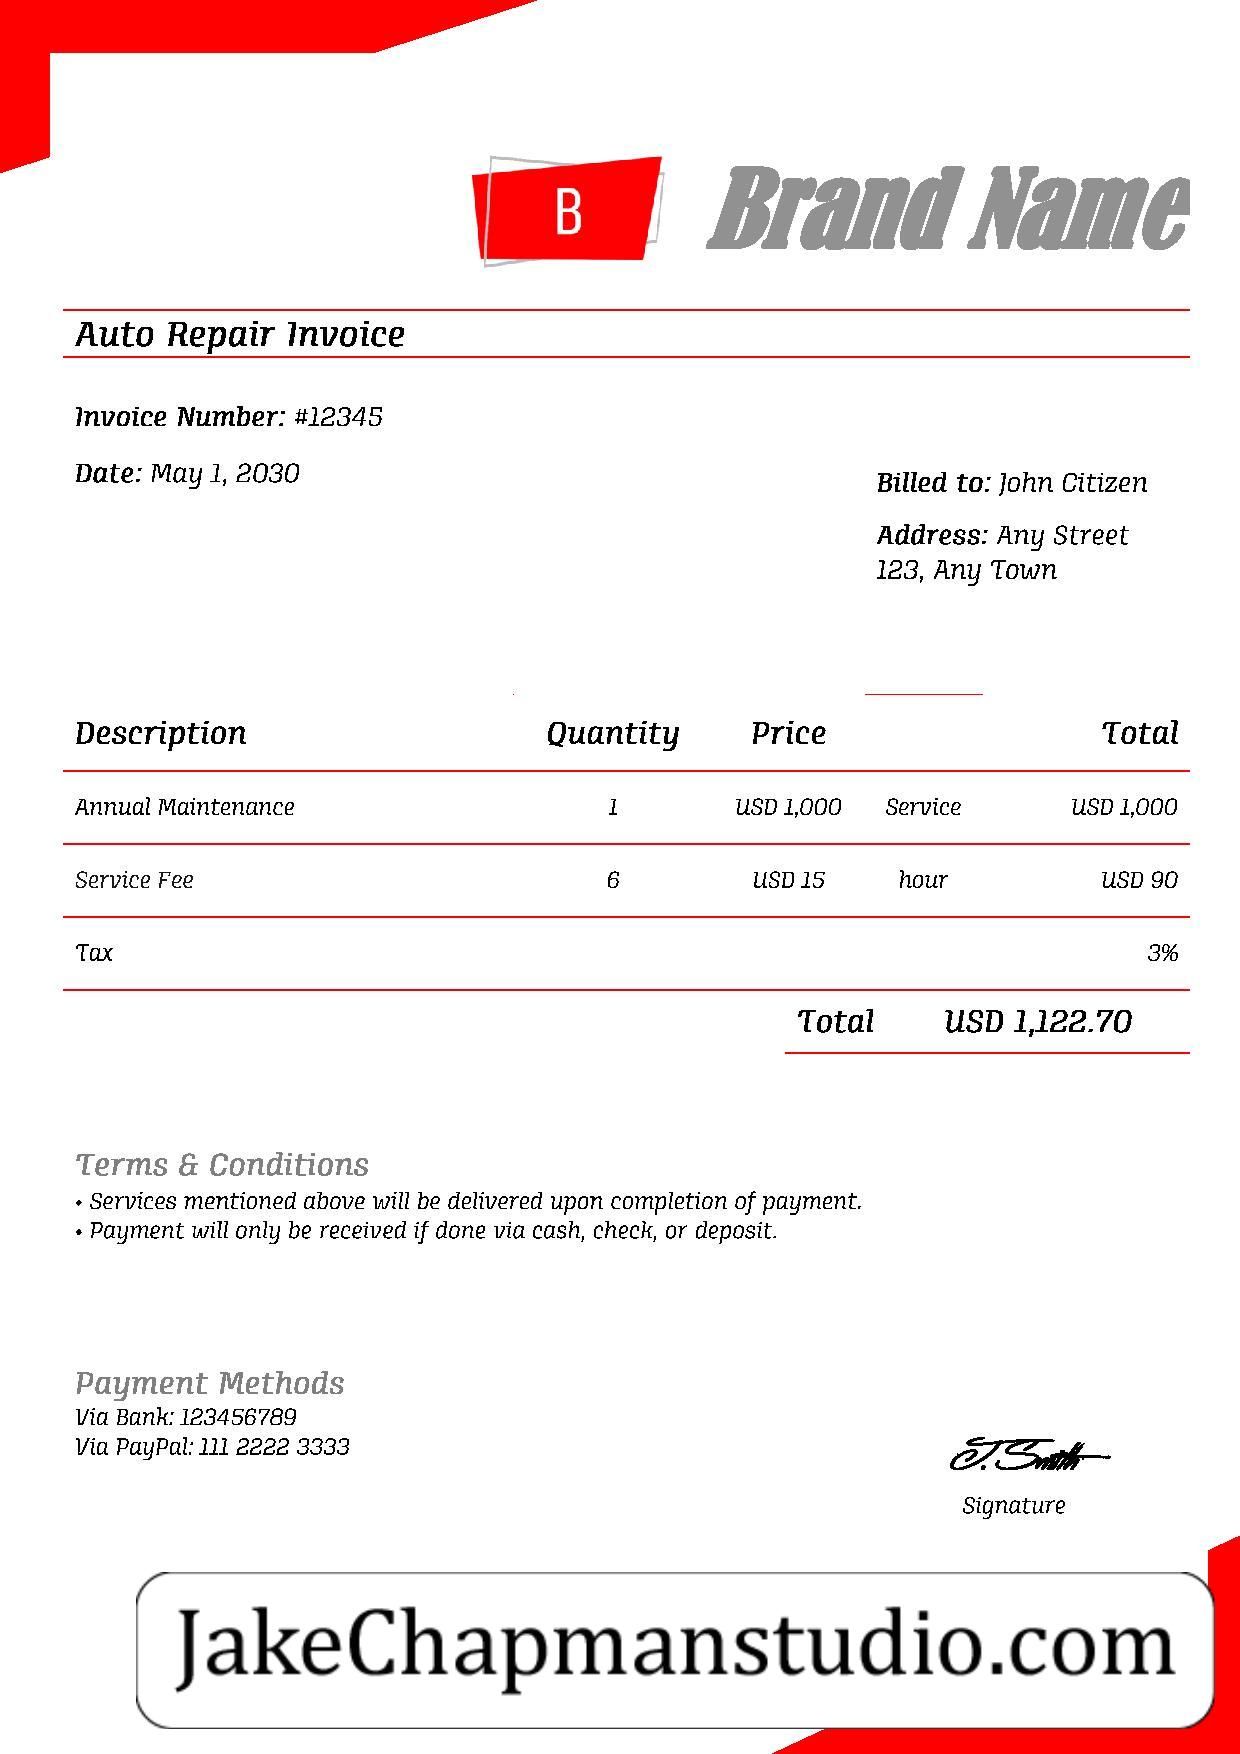 B
Brand Name
Auto Repair Invoice
Invoice Number: #12345
Date: May 1, 2030
Billed to: John Citizen
Address: Any Street
123, Any Town
Description Quantity Price Total
Annual Maintenance 1 USD 1,000 Service USD 1,000
Service Fee 6 USD 15 hour USD 90
Tax 3%
Total USD 1,122.70
Terms & Conditions
• Services mentioned above will be delivered upon completion of payment.
• Payment will only be received if done via cash, check, or deposit.
Payment Methods
Via Bank: 123456789
Via PayPal: 111 2222 3333
J. Smith
Signature
JakeChapmanstudio.com